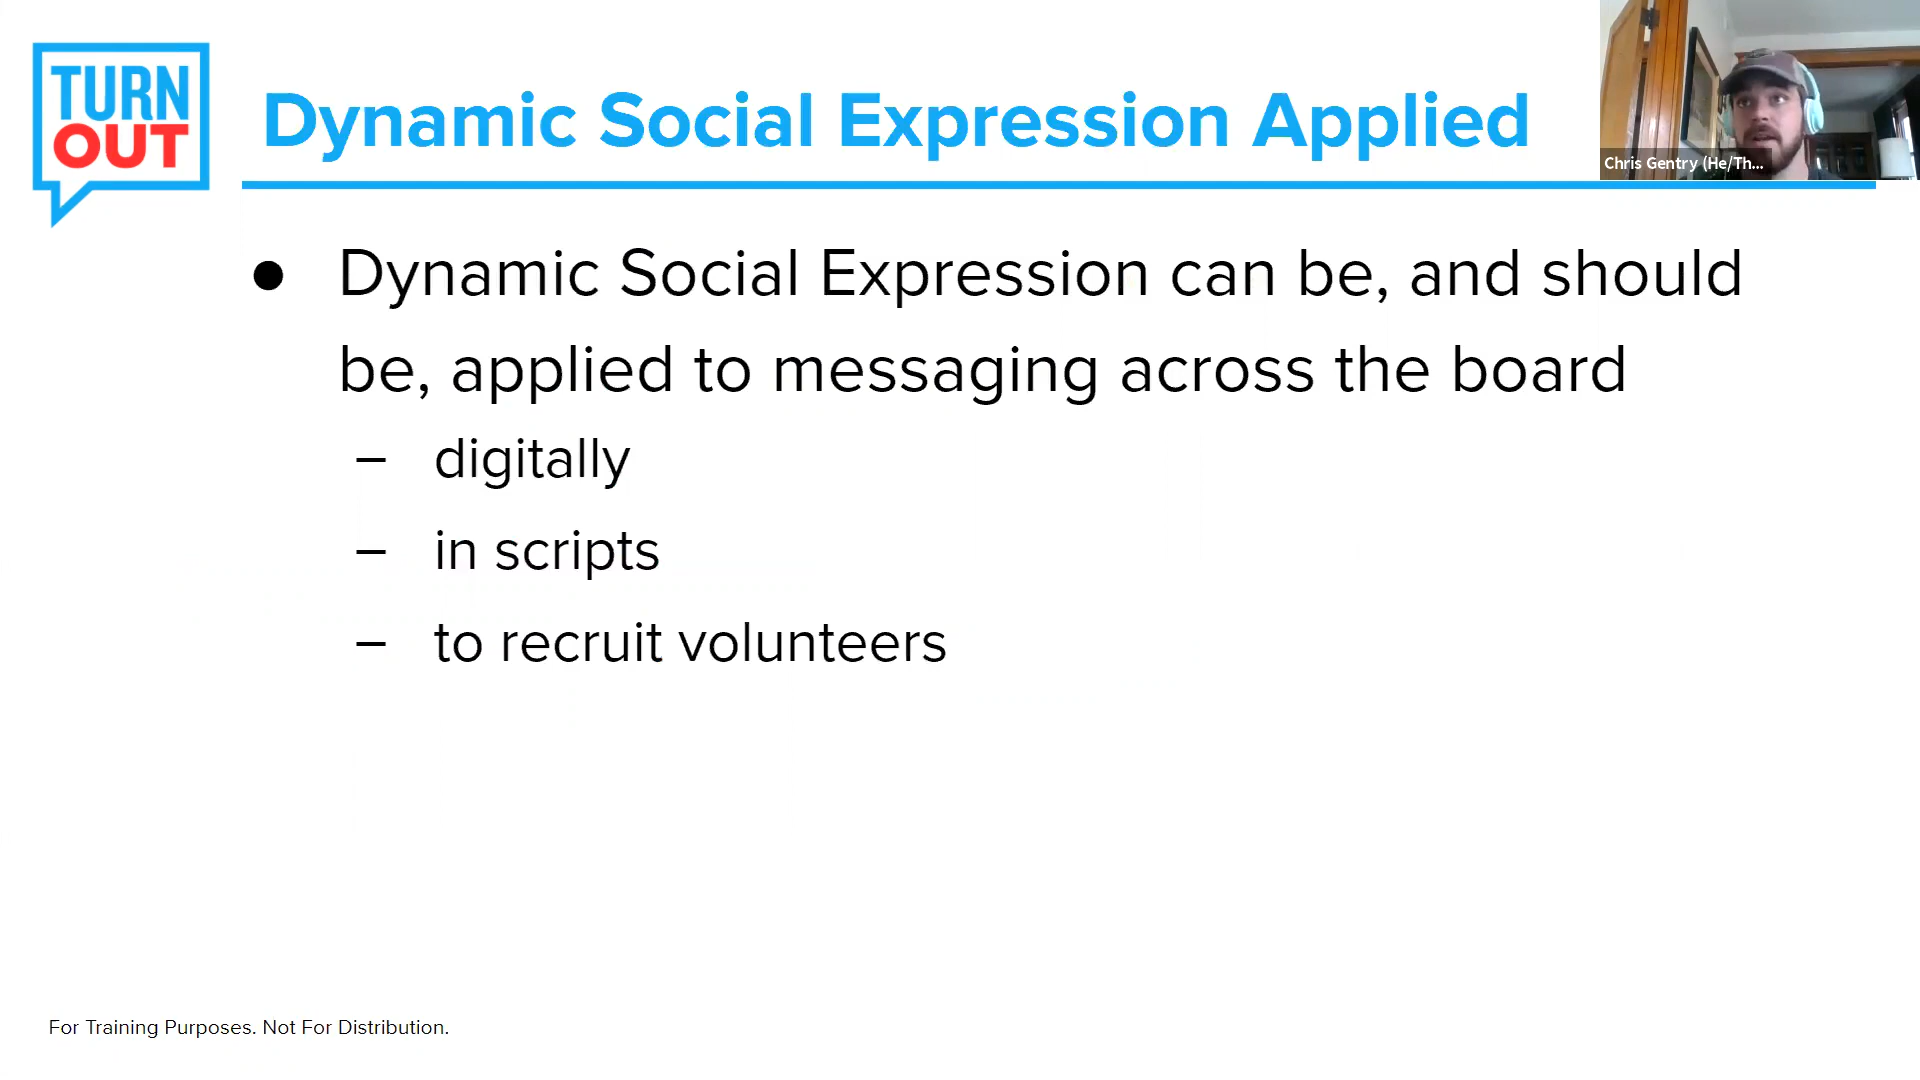 TURN
OUT
Dynamic Social Expression Applied
Chris Gentry (He/Th...
● Dynamic Social Expression can be, and should
be, applied to messaging across the board
– digitally
– in scripts
– to recruit volunteers
For Training Purposes. Not For Distribution.